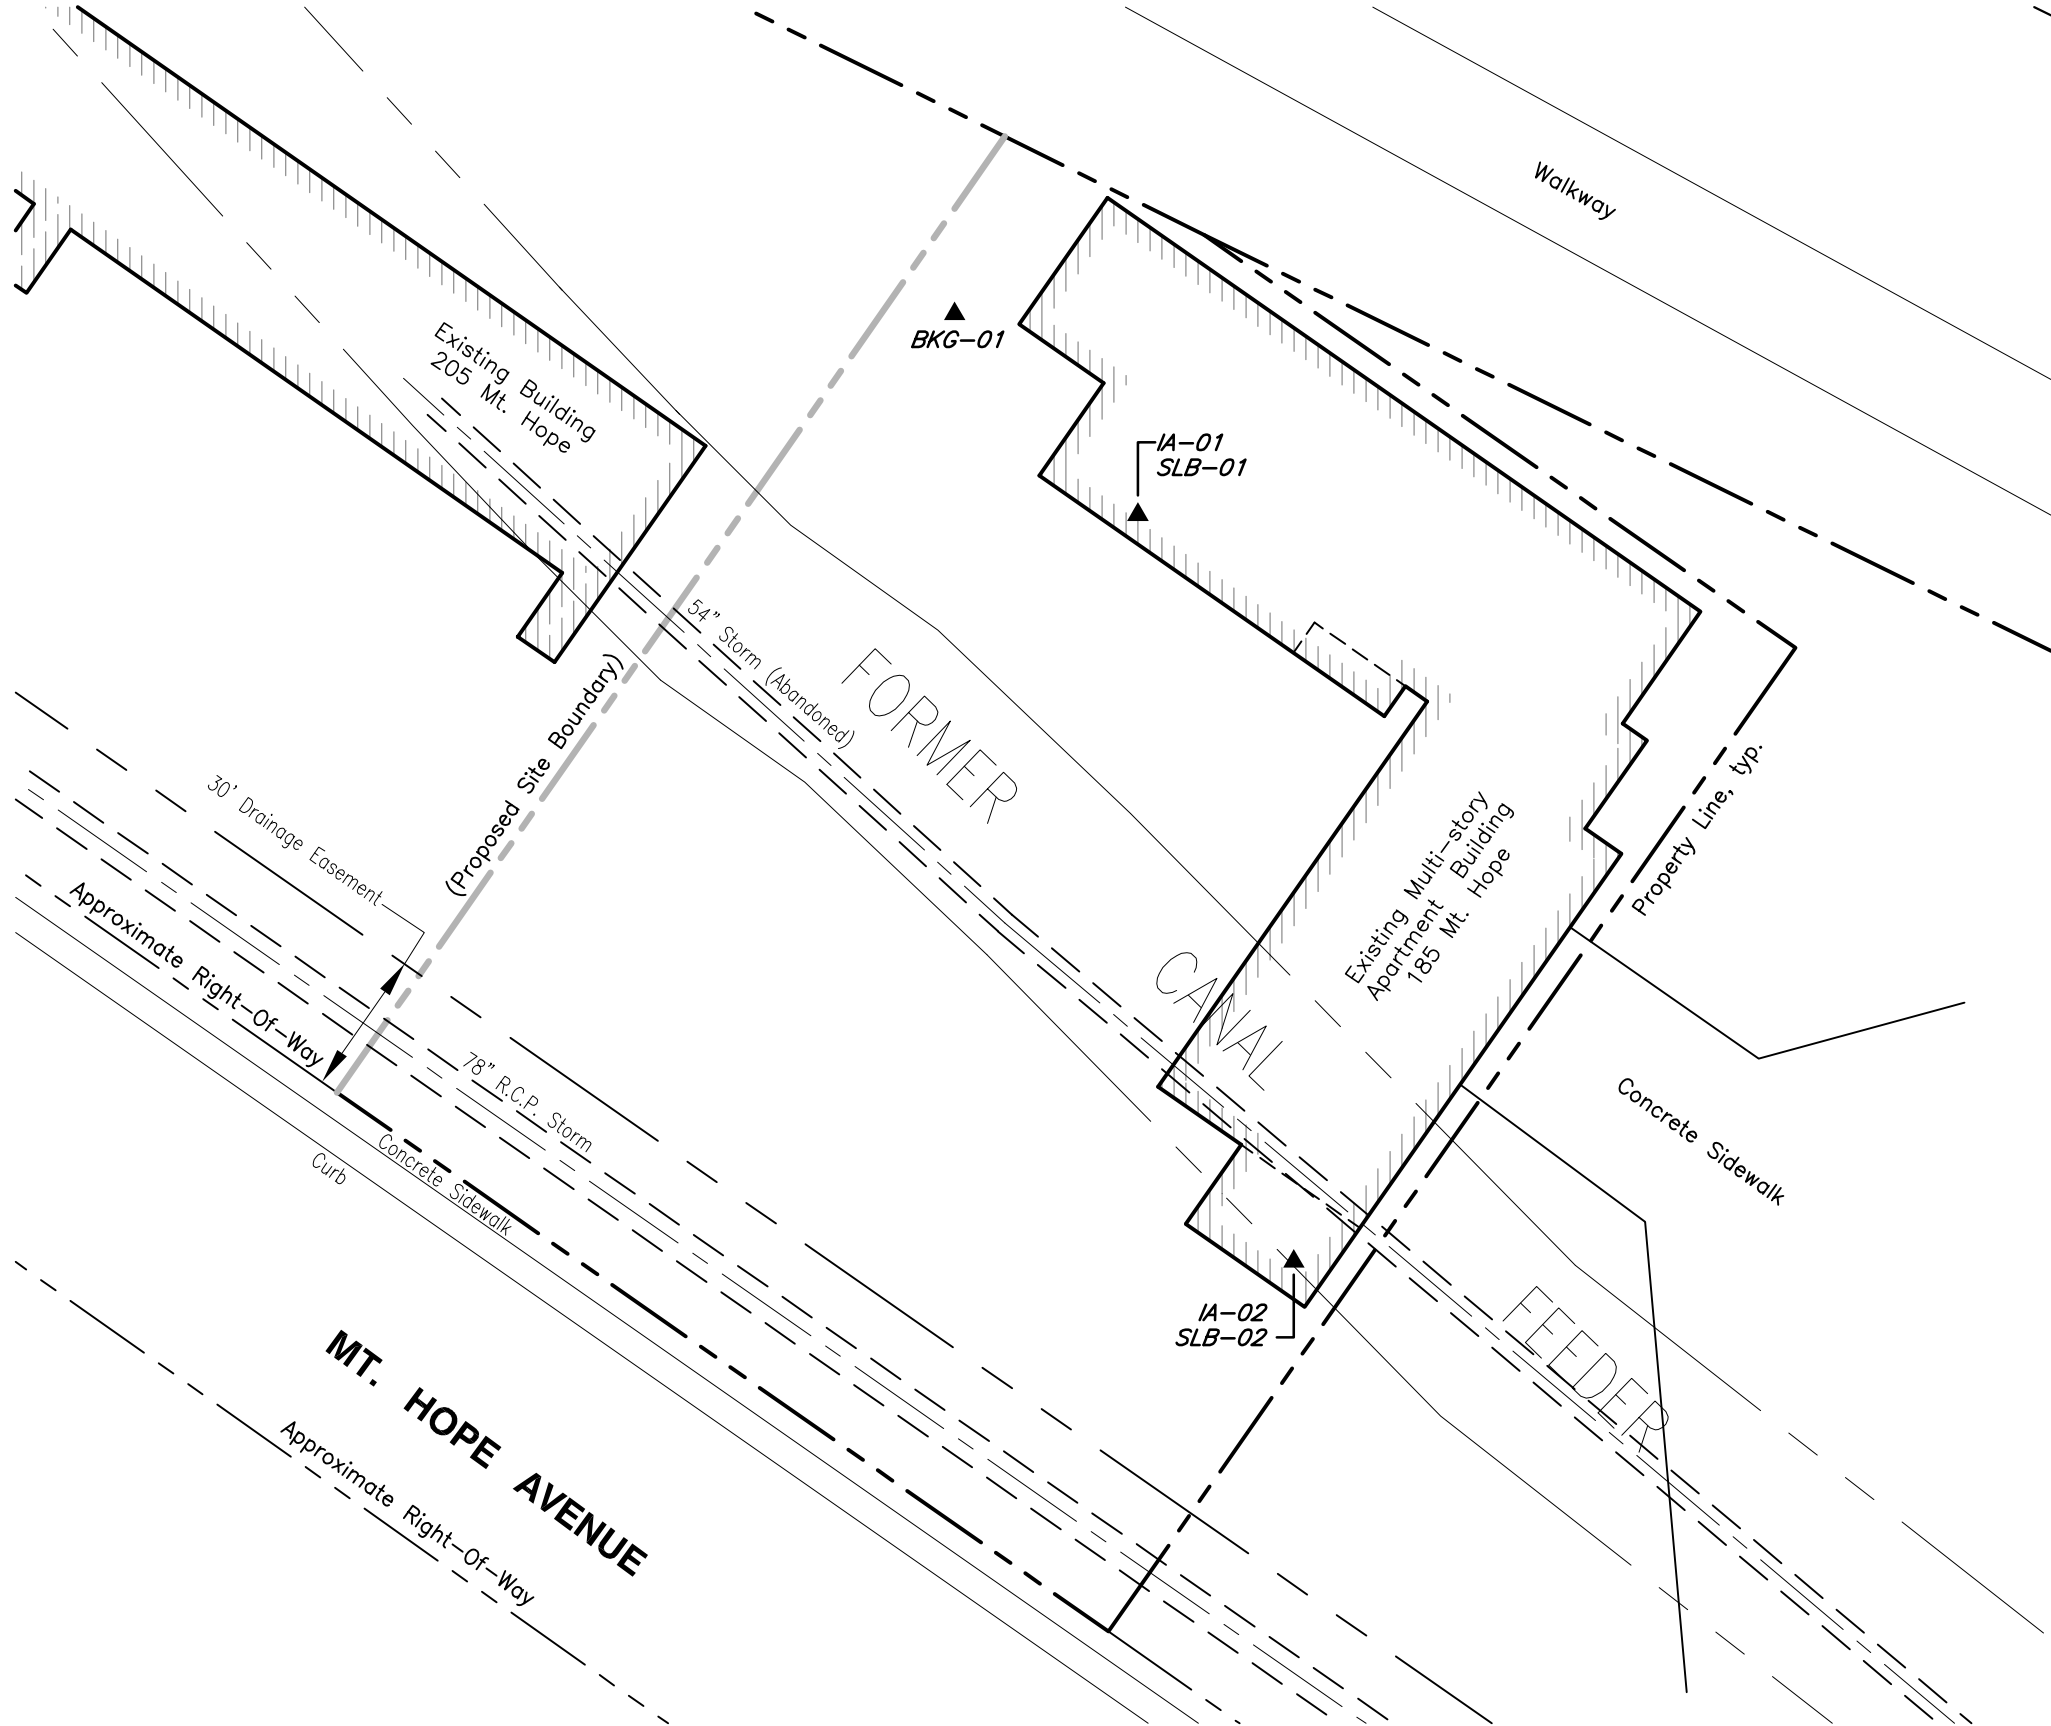 Walkway
Existing Building
205 Mt. Hope
BKG-01
IA-01
SLB-01
54" Storm (Abandoned)
FORMER
(Proposed Site Boundary)
30' Drainage Easement
Approximate Right-Of-Way
Property Line, typ.
Existing Multi-story
Apartment Building
185 Mt. Hope
CANAL
78" R.C.P. Storm
Concrete Sidewalk
Curb
Concrete Sidewalk
IA-02
SLB-02
FEEDER
MT. HOPE AVENUE
Approximate Right-Of-Way